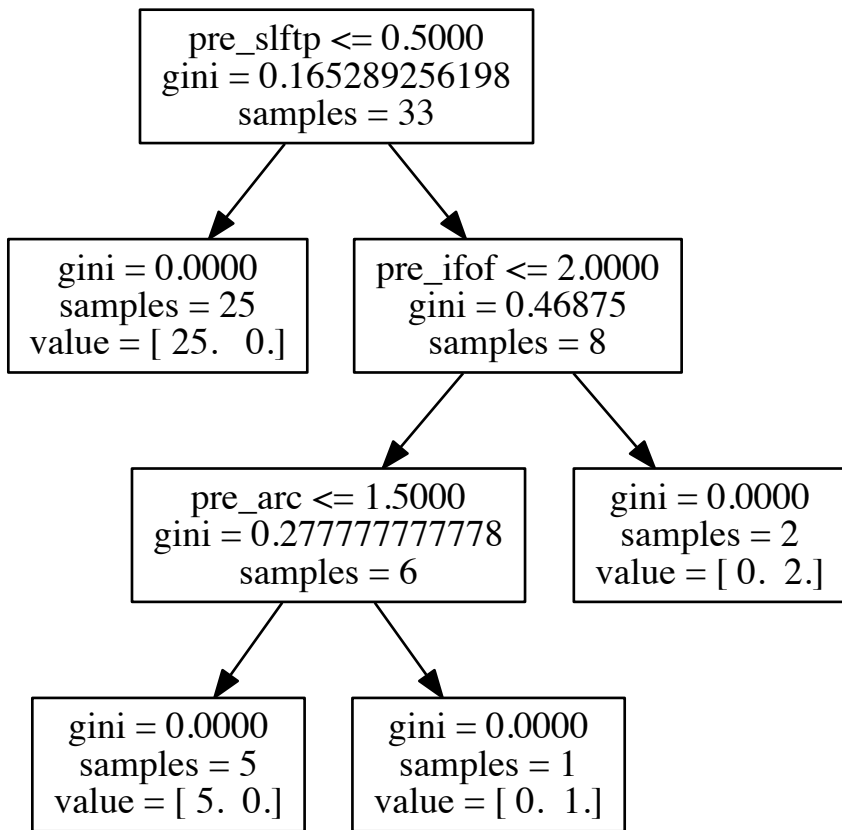 pre_slftp <= 0.5000
gini = 0.165289256198
samples = 33
gini = 0.0000
samples = 25
value = [ 25.   0.]
pre_ifof <= 2.0000
gini = 0.46875
samples = 8
pre_arc <= 1.5000
gini = 0.277777777778
samples = 6
gini = 0.0000
samples = 2
value = [ 0.  2.]
gini = 0.0000
samples = 5
value = [ 5.  0.]
gini = 0.0000
samples = 1
value = [ 0.  1.]